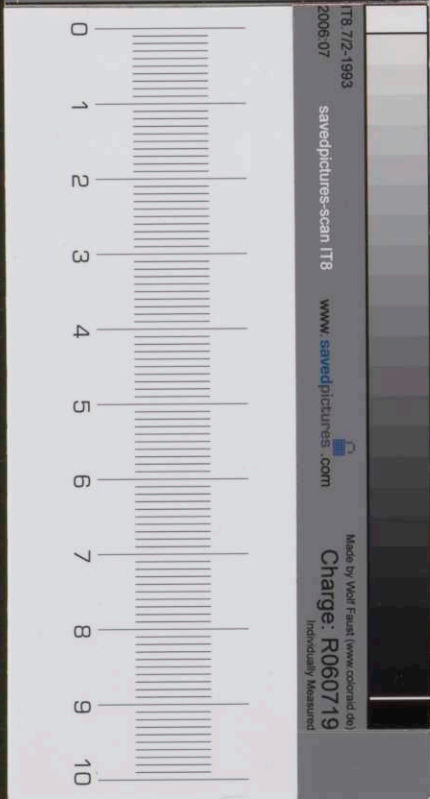 0
1
2
3
4
5
6
7
8
9
10
IT8.7/2-1993
2006:07
savedpictures-scan IT8
www.savedpictures.com
Made by Wolf Faust (www.coloraid.de)
Charge: R060719
Individually Measured